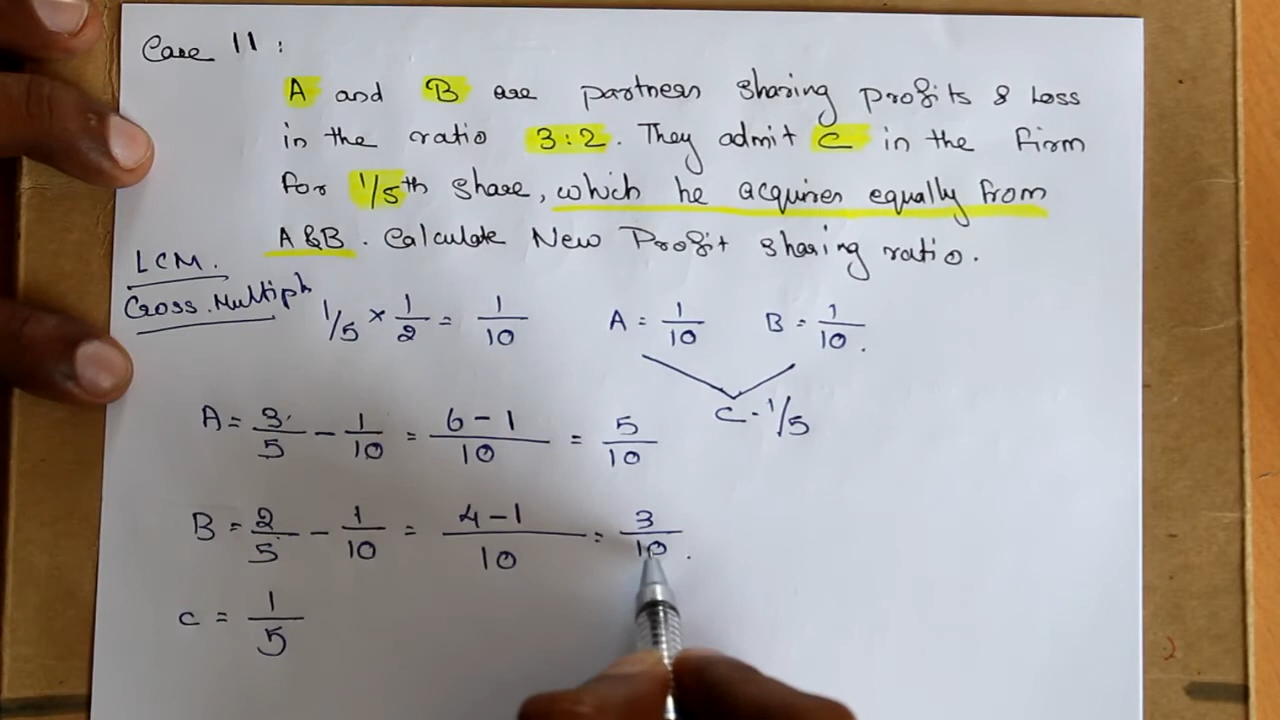 Case 11 :
A and B are partners sharing profits & Loss
in the ratio 3:2. They admit C in the Firm
for 1/5th share, which he acquires equally from
A & B. Calculate New Profit sharing ratio.
LCM.
Cross.Multiply
1/5 × 1/2 = 1/10 A = 1/10 B = 1/10.
C - 1/5
A = 3/5 - 1/10 = 6-1/10 = 5/10
B = 2/5 - 1/10 = 4-1/10 = 3/10.
C = 1/5